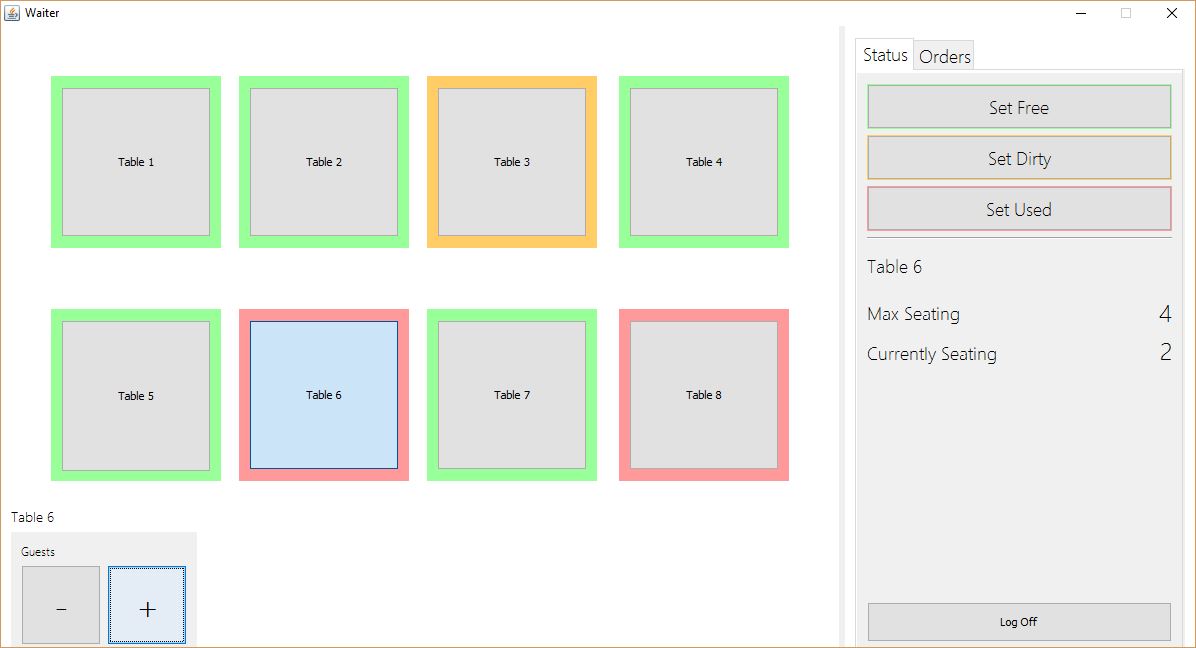 Waiter
Status Orders
Table 1 Table 2 Table 3 Table 4
Table 5 Table 6 Table 7 Table 8
Table 6
Guests
- +
Set Free
Set Dirty
Set Used
Table 6
Max Seating 4
Currently Seating 2
Log Off